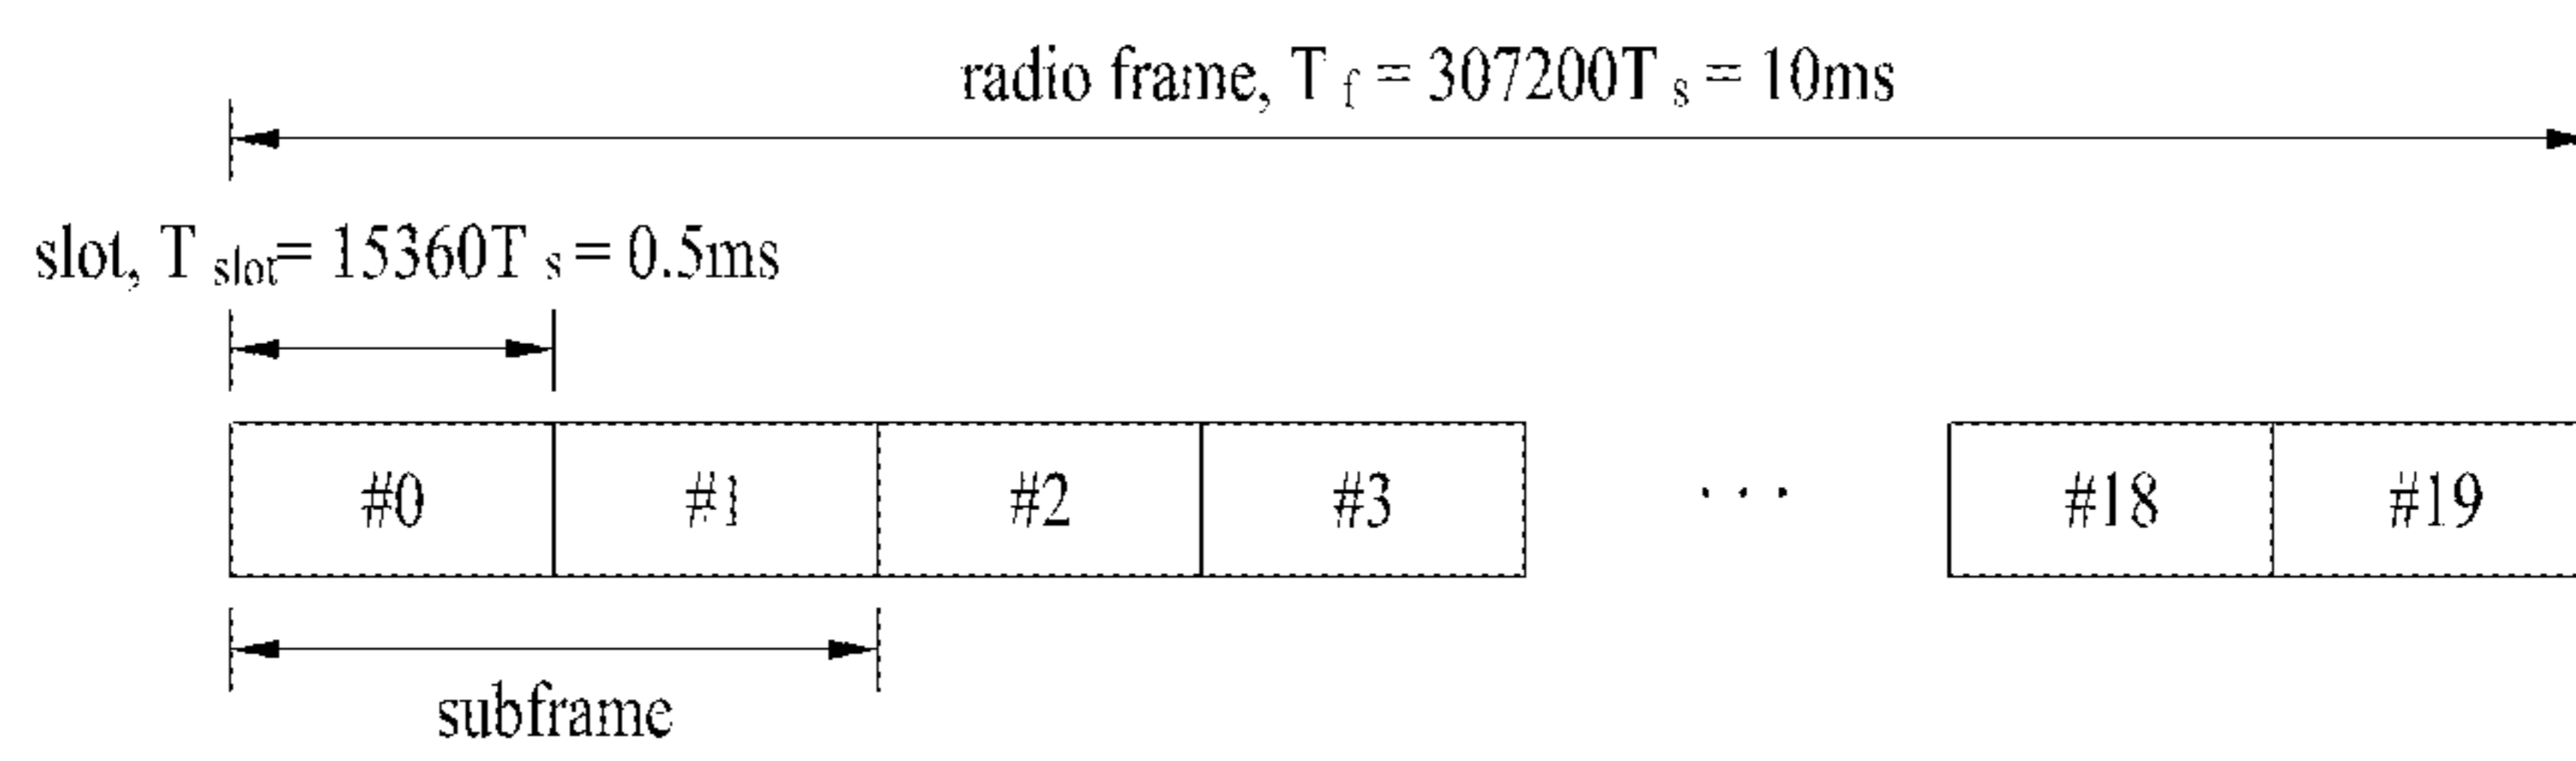 radio frame, T f = 307200T s = 10ms
slot, T slot= 15360T s = 0.5ms
#0 #1 #2 #3 ... #18 #19
subframe